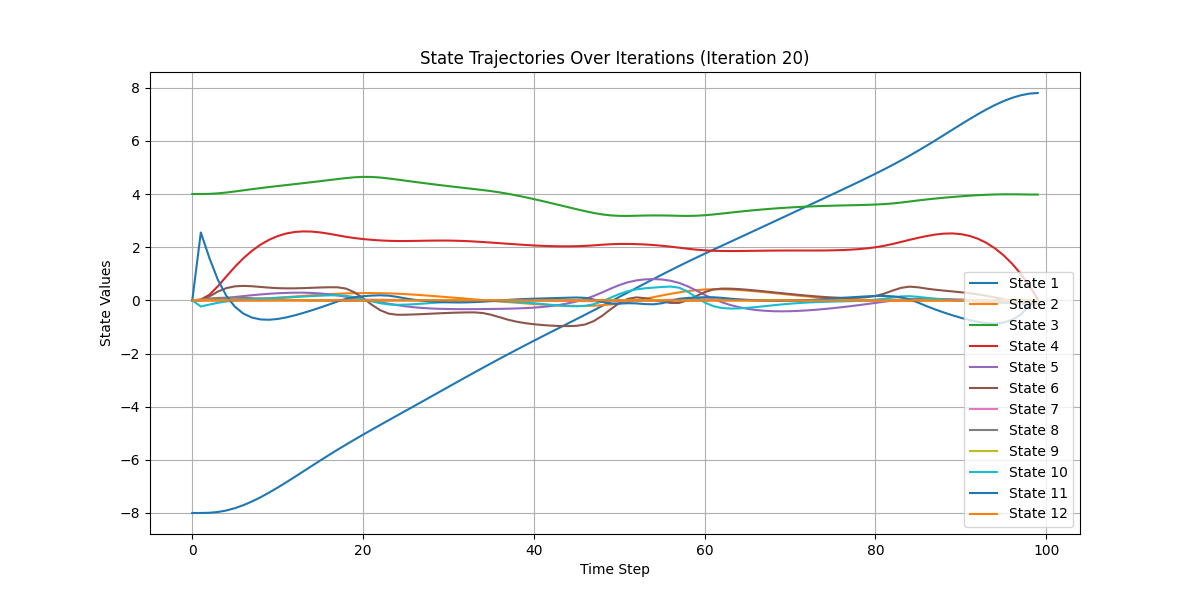 State Trajectories Over Iterations (Iteration 20)
8
6
4
2
0
−2
−4
−6
−8
State Values
0
20
40
60
80
100
Time Step
State 1
State 2
State 3
State 4
State 5
State 6
State 7
State 8
State 9
State 10
State 11
State 12